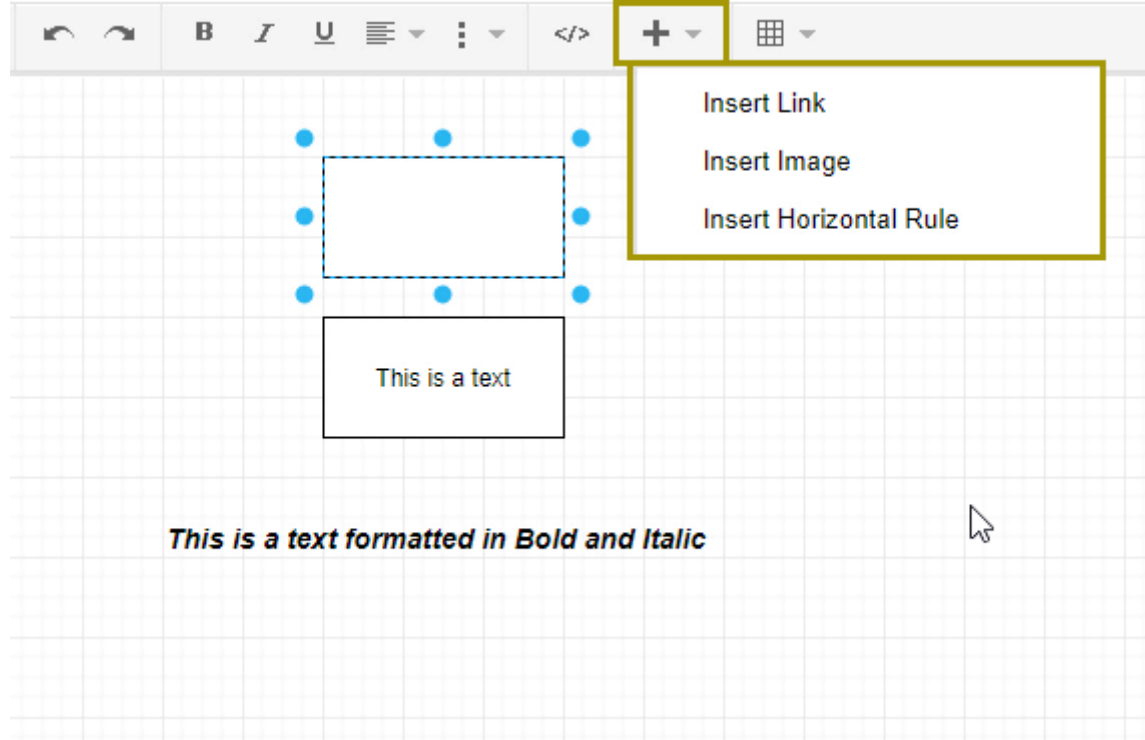 B I U </>
Insert Link
Insert Image
Insert Horizontal Rule
This is a text
This is a text formatted in Bold and Italic